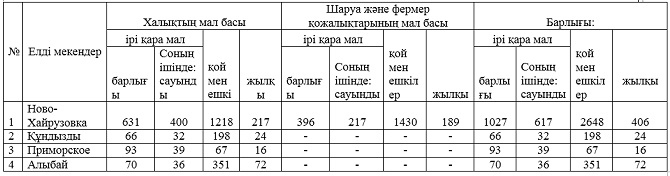 № Елді мекендер Халықтың мал басы Шаруа және фермер қожалықтарының мал басы Барлығы:
ірі қара мал қой мен ешкі жылқы ірі қара мал қой мен ешкілер жылқы ірі қара мал қой мен ешкілер жылқы
барлығы Соның ішінде: сауынды барлығы Соның ішінде: сауынды барлығы Соның ішінде: сауынды
1 Ново-Хайрузовка 631 400 1218 217 396 217 1430 189 1027 617 2648 406
2 Құндызды 66 32 198 24 - - - - 66 32 198 24
3 Приморское 93 39 67 16 - - - - 93 39 67 16
4 Алыбай 70 36 351 72 - - - - 70 36 351 72